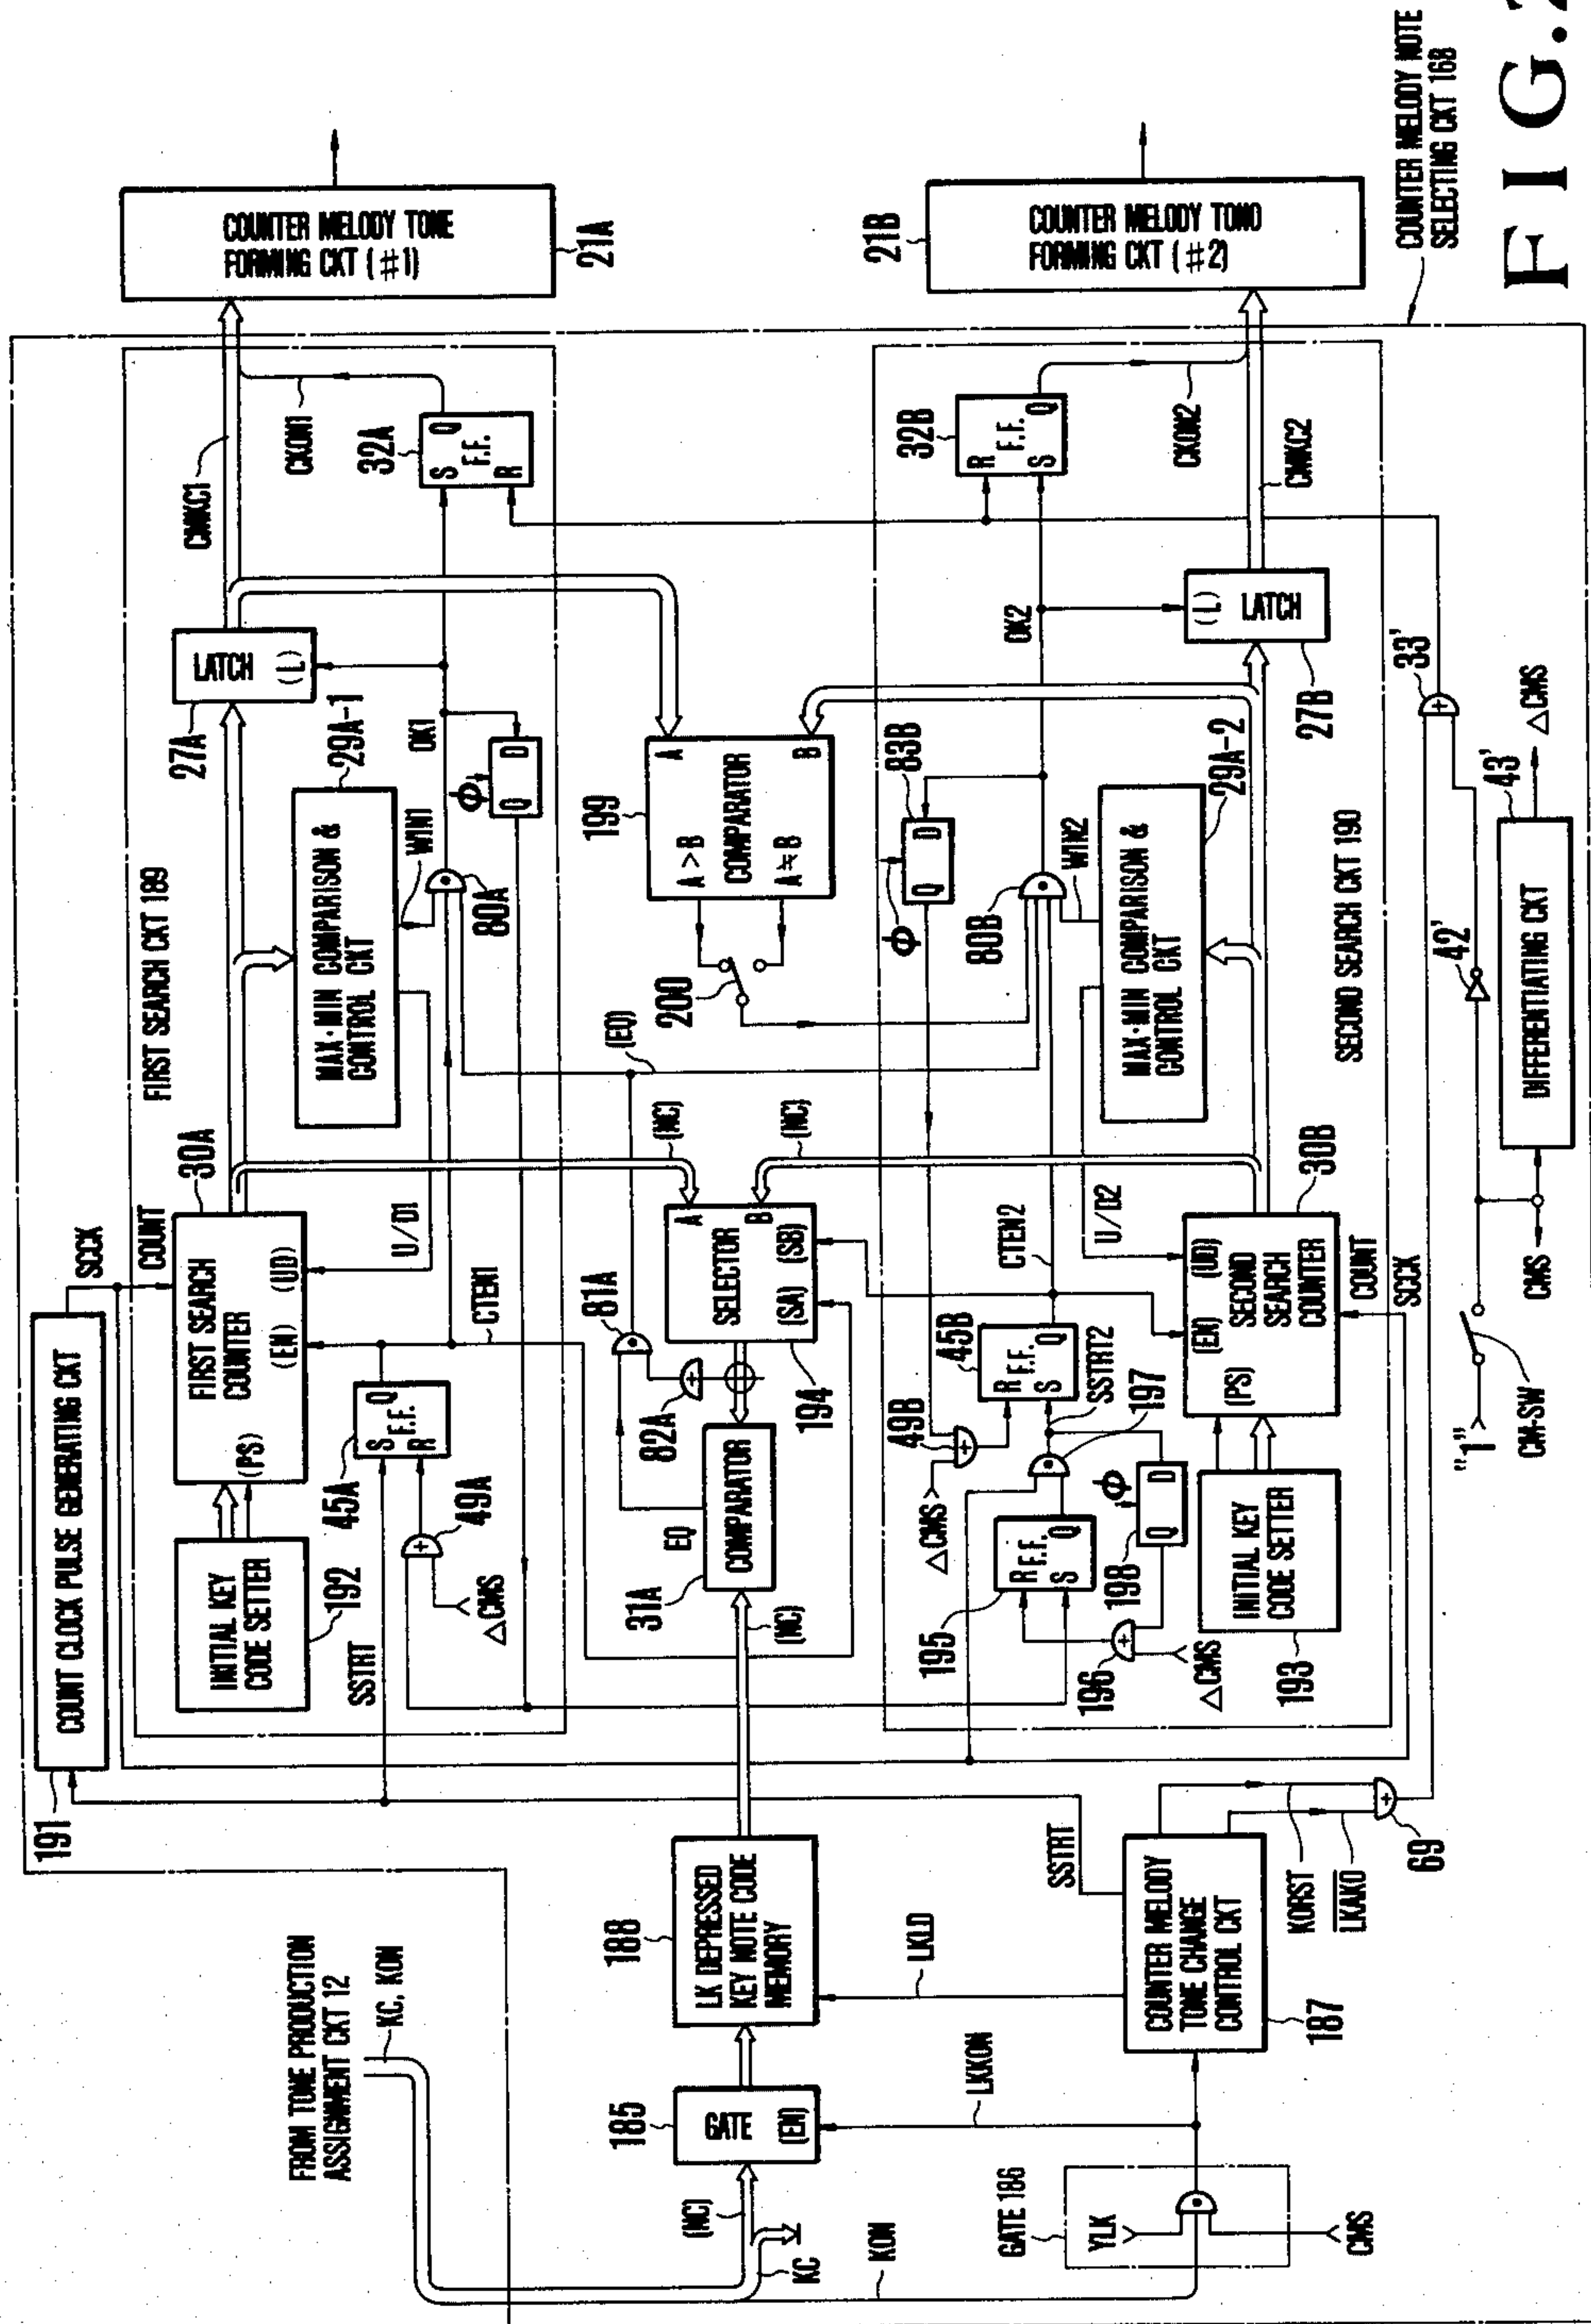 COUNT CLOCK PULSE GENERATING CKT
191
SCCK
COUNT
FIRST SEARCH CKT 189
INITIAL KEY
CODE SETTER
192
FIRST SEARCH
COUNTER
(PS)
(EN)
(UD)
30A
LATCH
(L)
27A
CMKC1
COUNTER MELODY TONE
FORMING CKT (#1)
21A
MAX·MIN COMPARISON &
CONTROL CKT
29A-1
WIN1
U/D1
OK1
CKON1
32A
S
Q
F.F.
R
45A
S
Q
F.F.
R
SSTRT
49A
△CMS
CTEN1
80A
Φ
Q
D
(EQ)
(NC)
(NC)
FROM TONE PRODUCTION
ASSIGNMENT CKT 12
KC, KON
(NC)
KC
KON
185
GATE
(EN)
188
LK DEPRESSED
KEY NOTE CODE
MEMORY
(NC)
31A
COMPARATOR
EQ
81A
82A
SELECTOR
A
B
(SA)
(SB)
194
199
COMPARATOR
A
B
A > B
A ≠ B
200
GATE 186
YLK
CMS
LKKON
LKLD
COUNTER MELODY
TONE CHANGE
CONTROL CKT
187
SSTRT
KORST
L̅K̅A̅K̅O̅
69
195
R
F.F.
S
Q
196
△CMS
197
198
Φ
Q
D
49B
△CMS
45B
R
F.F.
S
Q
SSTRT2
CTEN2
U/D2
INITIAL KEY
CODE SETTER
193
(PS)
(EN)
(UD)
SECOND
SEARCH
COUNTER
30B
COUNT
SCCK
83B
Φ
Q
D
80B
WIN2
MAX·MIN COMPARISON &
CONTROL CKT
29A-2
SECOND SEARCH CKT 190
OK2
(L)
LATCH
27B
32B
R
F.F.
S
Q
CKON2
CMKC2
COUNTER MELODY TONO
FORMING CKT (#2)
21B
"1"
CM-SW
CMS
42'
33'
DIFFERENTIATING CKT
43'
△CMS
COUNTER MELODY NOTE
SELECTING CKT 168